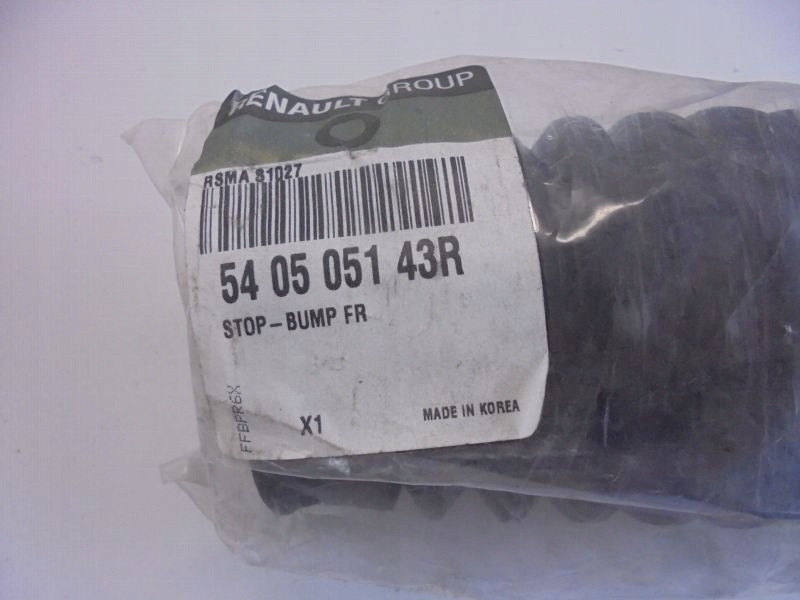 RENAULT GROUP
RSMA S1027
54 05 051 43R
STOP-BUMP FR
FFBPR6X
X1
MADE IN KOREA